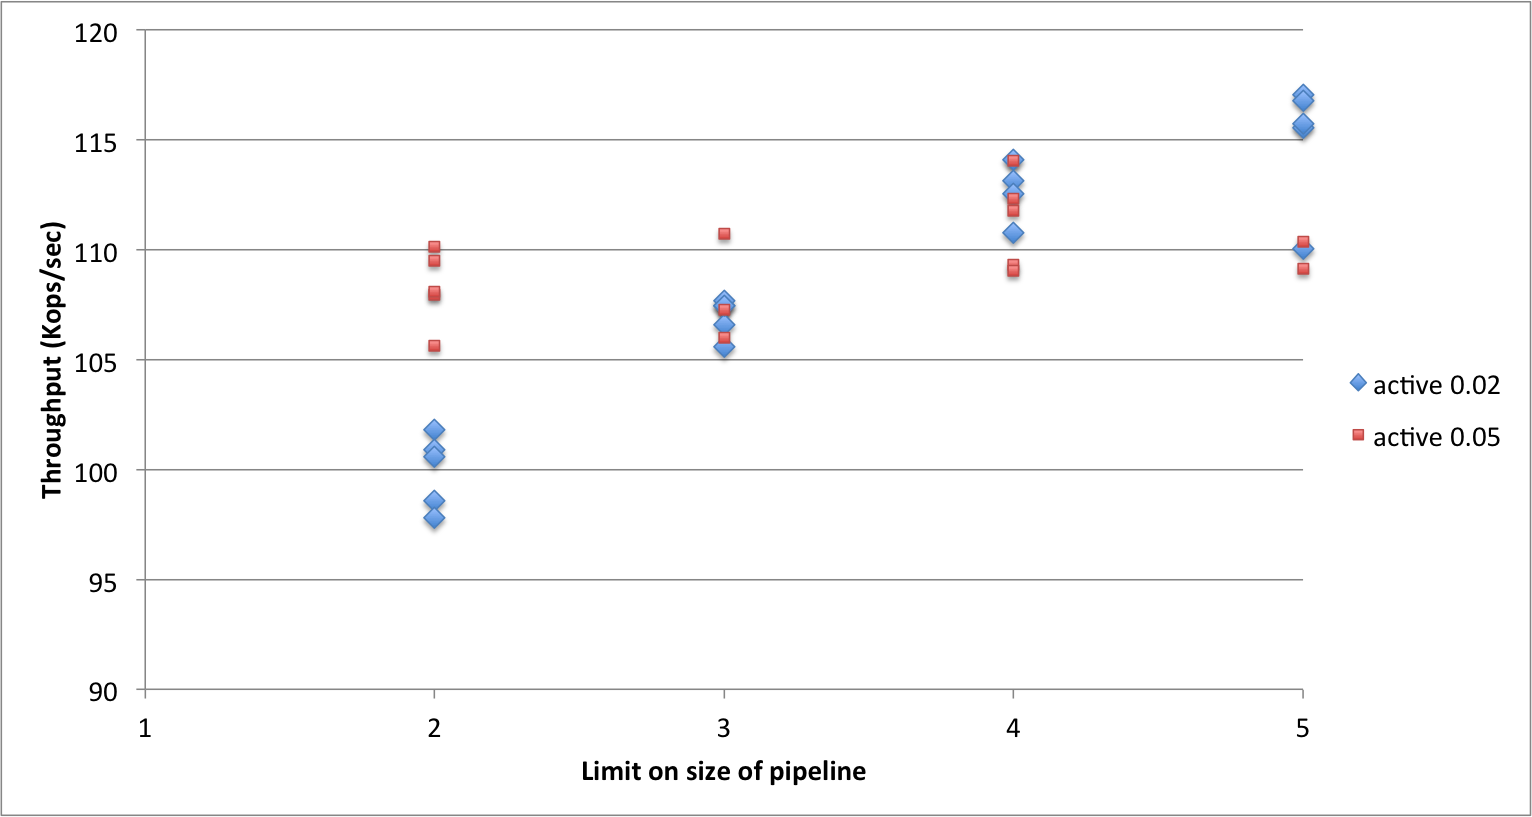 120
115
110
105
100
95
90
Throughput (Kops/sec)
1 2 3 4 5
Limit on size of pipeline
active 0.02
active 0.05